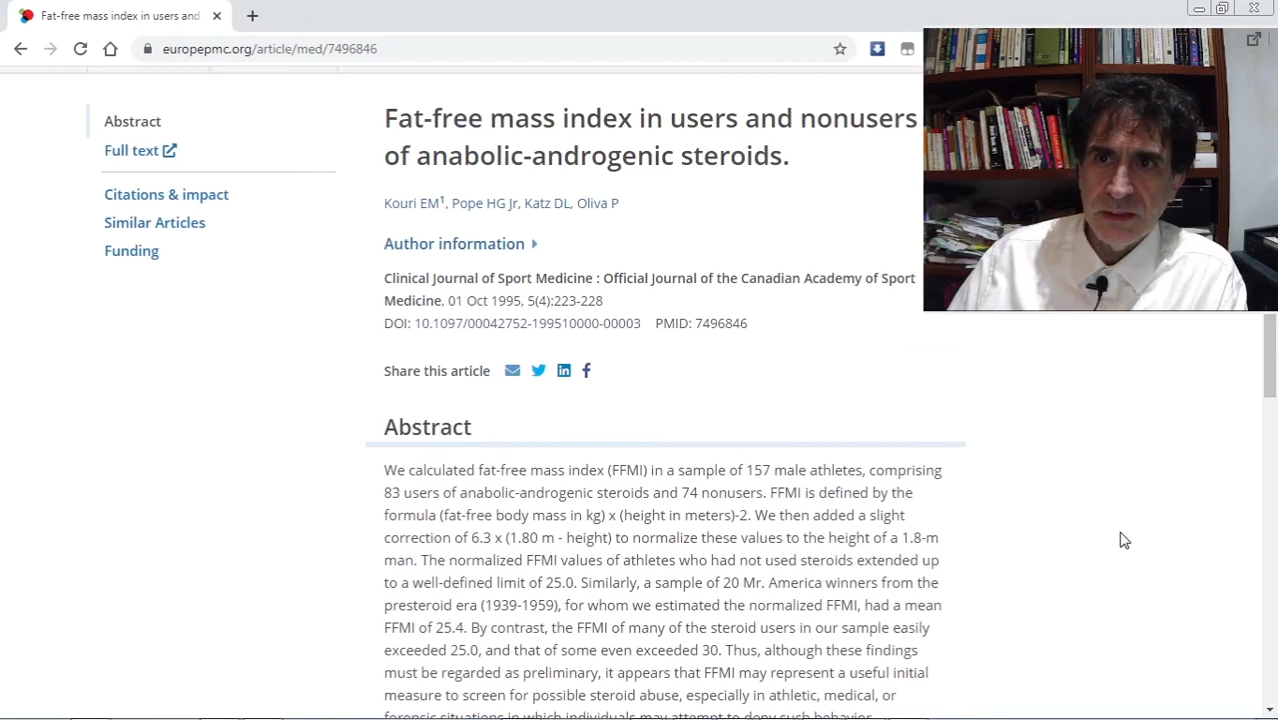 Fat-free mass index in users and
europepmc.org/article/med/7496846
Abstract
Full text
Citations & impact
Similar Articles
Funding
Fat-free mass index in users and nonusers
of anabolic-androgenic steroids.
Kouri EM1, Pope HG Jr, Katz DL, Oliva P
Author information
Clinical Journal of Sport Medicine : Official Journal of the Canadian Academy of Sport
Medicine, 01 Oct 1995, 5(4):223-228
DOI: 10.1097/00042752-199510000-00003 PMID: 7496846
Share this article
Abstract
We calculated fat-free mass index (FFMI) in a sample of 157 male athletes, comprising
83 users of anabolic-androgenic steroids and 74 nonusers. FFMI is defined by the
formula (fat-free body mass in kg) x (height in meters)-2. We then added a slight
correction of 6.3 x (1.80 m - height) to normalize these values to the height of a 1.8-m
man. The normalized FFMI values of athletes who had not used steroids extended up
to a well-defined limit of 25.0. Similarly, a sample of 20 Mr. America winners from the
presteroid era (1939-1959), for whom we estimated the normalized FFMI, had a mean
FFMI of 25.4. By contrast, the FFMI of many of the steroid users in our sample easily
exceeded 25.0, and that of some even exceeded 30. Thus, although these findings
must be regarded as preliminary, it appears that FFMI may represent a useful initial
measure to screen for possible steroid abuse, especially in athletic, medical, or
forensic situations in which individuals may attempt to deny such behavior.